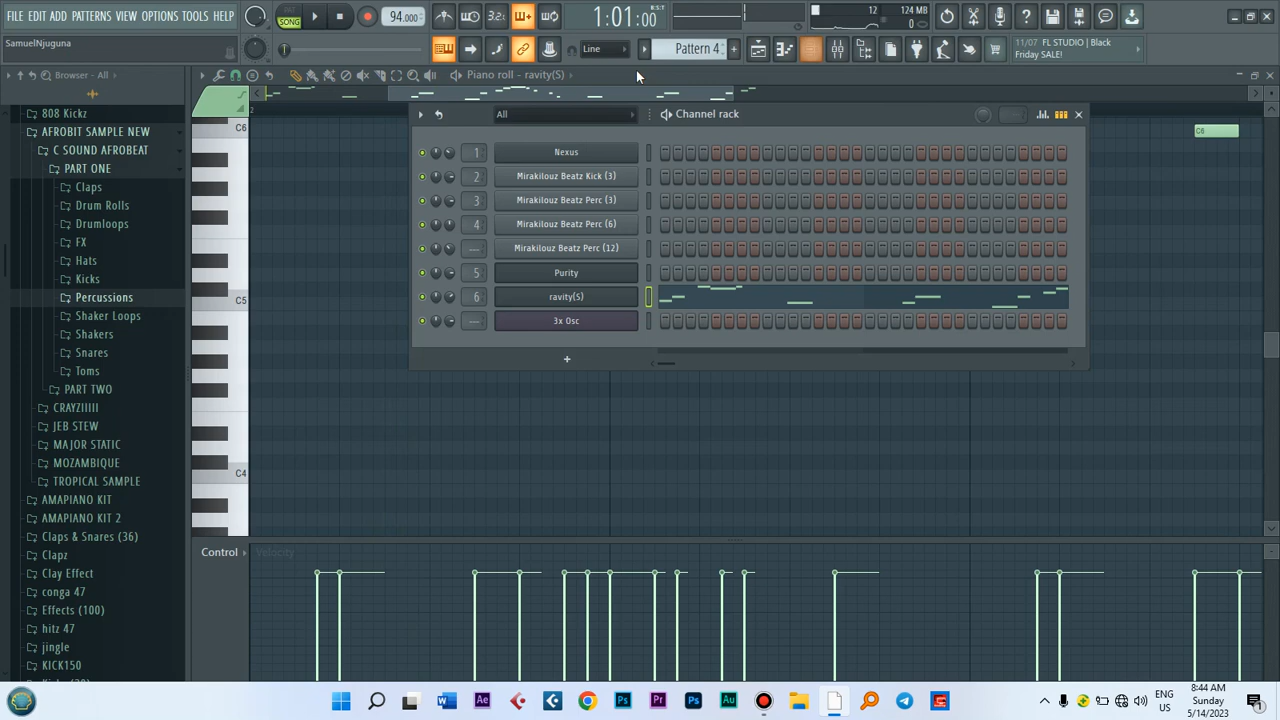 FILE EDIT ADD PATTERNS VIEW OPTIONS TOOLS HELP
SamuelNjuguna
PAT
SONG
94.000
3.2.
1:01:00
B:S:T
12
124 MB
Line
Pattern 4
11/07 FL STUDIO | Black
Friday SALE!
Browser - All
Piano roll - ravity(S)
2
808 Kickz
AFROBIT SAMPLE NEW
C SOUND AFROBEAT
PART ONE
Claps
Drum Rolls
Drumloops
FX
Hats
Kicks
Percussions
Shaker Loops
Shakers
Snares
Toms
PART TWO
CRAYZIIIII
JEB STEW
MAJOR STATIC
MOZAMBIQUE
TROPICAL SAMPLE
AMAPIANO KIT
AMAPIANO KIT 2
Claps & Snares (36)
Clapz
Clay Effect
conga 47
Effects (100)
hitz 47
jingle
KICK150
C6
C5
C4
C6
All
Channel rack
1 Nexus
2 Mirakilouz Beatz Kick (3)
3 Mirakilouz Beatz Perc (3)
4 Mirakilouz Beatz Perc (6)
--- Mirakilouz Beatz Perc (12)
5 Purity
6 ravity(S)
--- 3x Osc
+
Control
Velocity
ENG
US
8:44 AM
Sunday
5/14/2023